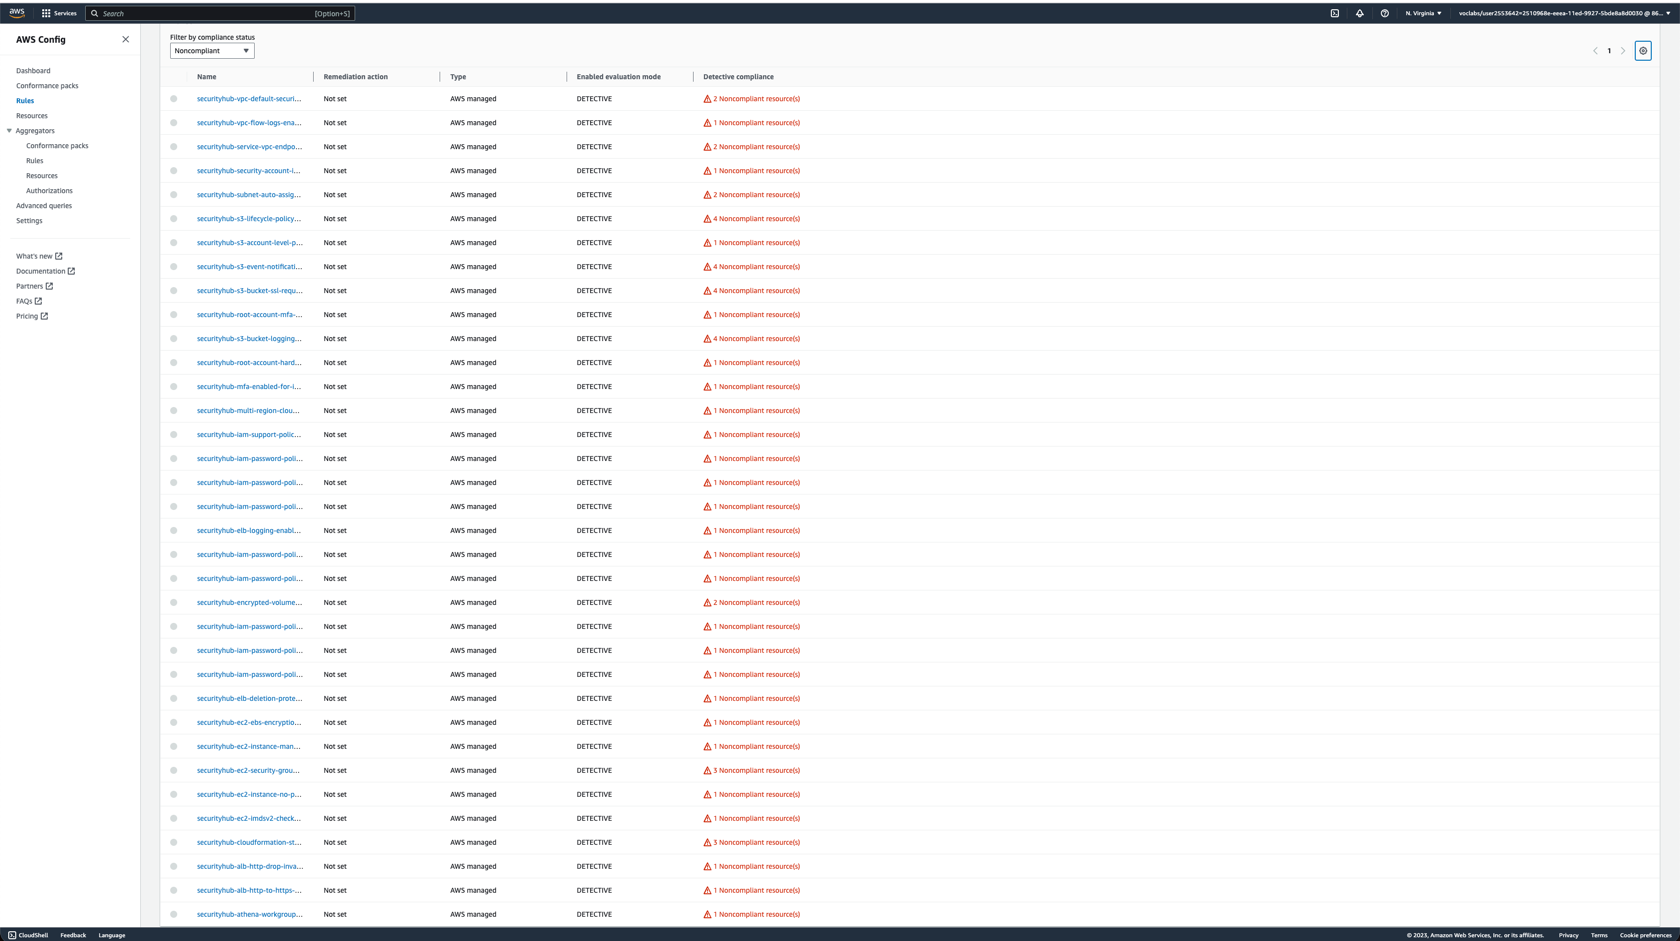 aws Services Search [Option+S] N. Virginia voclabs/user2553642=2510968e-eeea-11ed-9927-5bde8a8d0030 @ 86...
AWS Config
Dashboard
Conformance packs
Rules
Resources
Aggregators
Conformance packs
Rules
Resources
Authorizations
Advanced queries
Settings
What's new
Documentation
Partners
FAQs
Pricing
Filter by compliance status
Noncompliant
1
Name Remediation action Type Enabled evaluation mode Detective compliance
securityhub-vpc-default-securi... Not set AWS managed DETECTIVE 2 Noncompliant resource(s)
securityhub-vpc-flow-logs-ena... Not set AWS managed DETECTIVE 1 Noncompliant resource(s)
securityhub-service-vpc-endpo... Not set AWS managed DETECTIVE 2 Noncompliant resource(s)
securityhub-security-account-i... Not set AWS managed DETECTIVE 1 Noncompliant resource(s)
securityhub-subnet-auto-assig... Not set AWS managed DETECTIVE 2 Noncompliant resource(s)
securityhub-s3-lifecycle-policy... Not set AWS managed DETECTIVE 4 Noncompliant resource(s)
securityhub-s3-account-level-p... Not set AWS managed DETECTIVE 1 Noncompliant resource(s)
securityhub-s3-event-notificati... Not set AWS managed DETECTIVE 4 Noncompliant resource(s)
securityhub-s3-bucket-ssl-requ... Not set AWS managed DETECTIVE 4 Noncompliant resource(s)
securityhub-root-account-mfa-... Not set AWS managed DETECTIVE 1 Noncompliant resource(s)
securityhub-s3-bucket-logging... Not set AWS managed DETECTIVE 4 Noncompliant resource(s)
securityhub-root-account-hard... Not set AWS managed DETECTIVE 1 Noncompliant resource(s)
securityhub-mfa-enabled-for-i... Not set AWS managed DETECTIVE 1 Noncompliant resource(s)
securityhub-multi-region-clou... Not set AWS managed DETECTIVE 1 Noncompliant resource(s)
securityhub-iam-support-polic... Not set AWS managed DETECTIVE 1 Noncompliant resource(s)
securityhub-iam-password-poli... Not set AWS managed DETECTIVE 1 Noncompliant resource(s)
securityhub-iam-password-poli... Not set AWS managed DETECTIVE 1 Noncompliant resource(s)
securityhub-iam-password-poli... Not set AWS managed DETECTIVE 1 Noncompliant resource(s)
securityhub-elb-logging-enabl... Not set AWS managed DETECTIVE 1 Noncompliant resource(s)
securityhub-iam-password-poli... Not set AWS managed DETECTIVE 1 Noncompliant resource(s)
securityhub-iam-password-poli... Not set AWS managed DETECTIVE 1 Noncompliant resource(s)
securityhub-encrypted-volume... Not set AWS managed DETECTIVE 2 Noncompliant resource(s)
securityhub-iam-password-poli... Not set AWS managed DETECTIVE 1 Noncompliant resource(s)
securityhub-iam-password-poli... Not set AWS managed DETECTIVE 1 Noncompliant resource(s)
securityhub-iam-password-poli... Not set AWS managed DETECTIVE 1 Noncompliant resource(s)
securityhub-elb-deletion-prote... Not set AWS managed DETECTIVE 1 Noncompliant resource(s)
securityhub-ec2-ebs-encryptio... Not set AWS managed DETECTIVE 1 Noncompliant resource(s)
securityhub-ec2-instance-man... Not set AWS managed DETECTIVE 1 Noncompliant resource(s)
securityhub-ec2-security-grou... Not set AWS managed DETECTIVE 3 Noncompliant resource(s)
securityhub-ec2-instance-no-p... Not set AWS managed DETECTIVE 1 Noncompliant resource(s)
securityhub-ec2-imdsv2-check... Not set AWS managed DETECTIVE 1 Noncompliant resource(s)
securityhub-cloudformation-st... Not set AWS managed DETECTIVE 3 Noncompliant resource(s)
securityhub-alb-http-drop-inva... Not set AWS managed DETECTIVE 1 Noncompliant resource(s)
securityhub-alb-http-to-https-... Not set AWS managed DETECTIVE 1 Noncompliant resource(s)
securityhub-athena-workgroup... Not set AWS managed DETECTIVE 1 Noncompliant resource(s)
CloudShell Feedback Language © 2023, Amazon Web Services, Inc. or its affiliates. Privacy Terms Cookie preferences